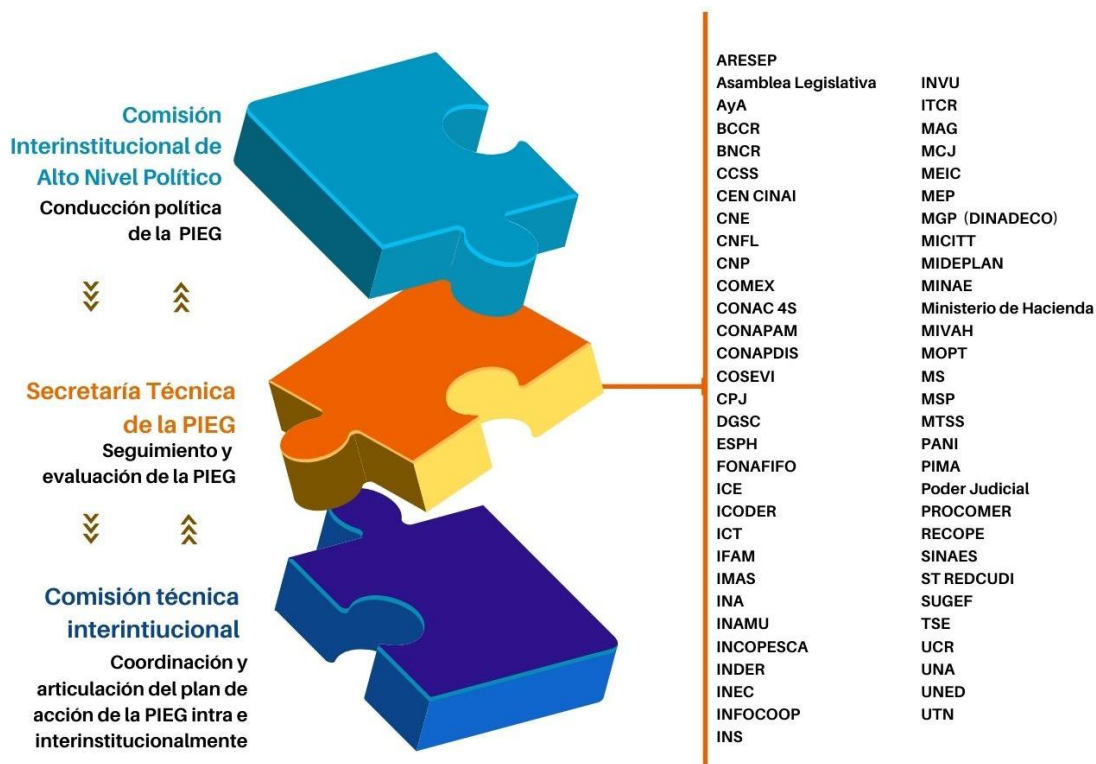 Comisión
Interinstitucional de
Alto Nivel Político
Conducción política
de la PIEG
Secretaría Técnica
de la PIEG
Seguimiento y
evaluación de la PIEG
Comisión técnica
interintiucional
Coordinación y
articulación del plan de
acción de la PIEG intra e
interinstitucionalmente
ARESEP
Asamblea Legislativa
AyA
BCCR
BNCR
CCSS
CEN CINAI
CNE
CNFL
CNP
COMEX
CONAC 4S
CONAPAM
CONAPDIS
COSEVI
CPJ
DGSC
ESPH
FONAFIFO
ICE
ICODER
ICT
IFAM
IMAS
INA
INAMU
INCOPESCA
INDER
INEC
INFOCOOP
INS
INVU
ITCR
MAG
MCJ
MEIC
MEP
MGP (DINADECO)
MICITT
MIDEPLAN
MINAE
Ministerio de Hacienda
MIVAH
MOPT
MS
MSP
MTSS
PANI
PIMA
Poder Judicial
PROCOMER
RECOPE
SINAES
ST REDCUDI
SUGEF
TSE
UCR
UNA
UNED
UTN